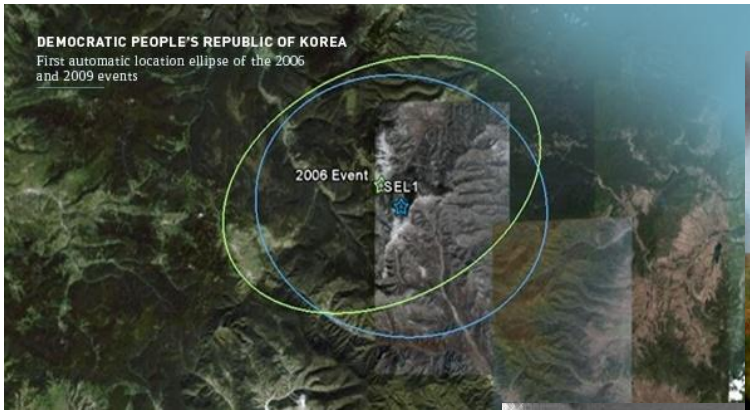 DEMOCRATIC PEOPLE'S REPUBLIC OF KOREA
First automatic location ellipse of the 2006
and 2009 events
2006 Event
SEL1